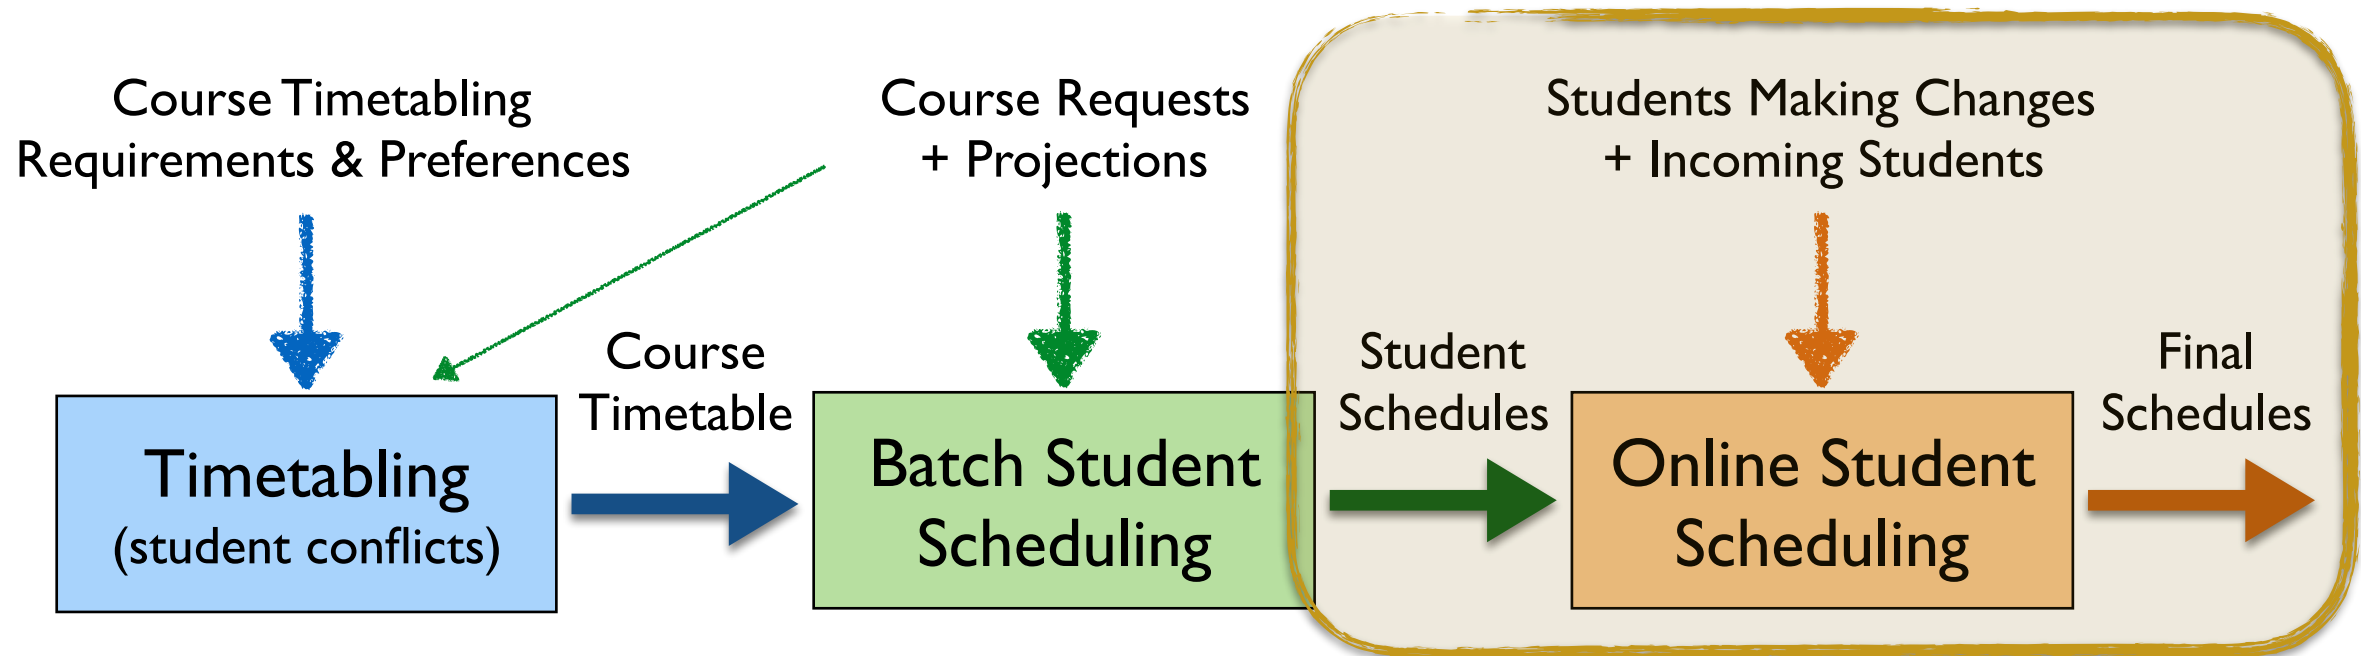 Course Timetabling
Requirements & Preferences
Course Requests
+ Projections
Students Making Changes
+ Incoming Students
Course
Timetable
Student
Schedules
Final
Schedules
Timetabling
(student conflicts)
Batch Student
Scheduling
Online Student
Scheduling